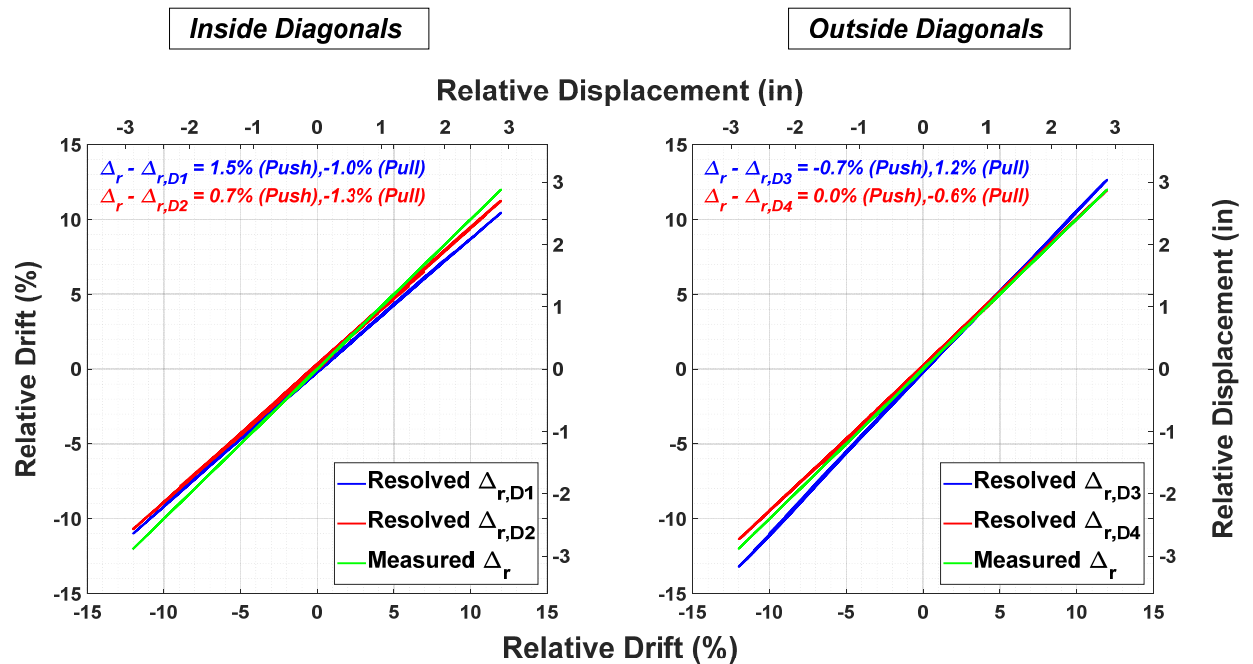 Inside Diagonals
Outside Diagonals
Relative Displacement (in)
-3 -2 -1 0 1 2 3
-3 -2 -1 0 1 2 3
Δr - Δr,D1 = 1.5% (Push),-1.0% (Pull)
Δr - Δr,D2 = 0.7% (Push),-1.3% (Pull)
Δr - Δr,D3 = -0.7% (Push),1.2% (Pull)
Δr - Δr,D4 = 0.0% (Push),-0.6% (Pull)
Relative Drift (%)
15
10
5
0
-5
-10
-15
3
2
1
0
-1
-2
-3
15
10
5
0
-5
-10
-15
3
2
1
0
-1
-2
-3
Relative Displacement (in)
Resolved Δr,D1
Resolved Δr,D2
Measured Δr
Resolved Δr,D3
Resolved Δr,D4
Measured Δr
-15 -10 -5 0 5 10 15
-15 -10 -5 0 5 10 15
Relative Drift (%)